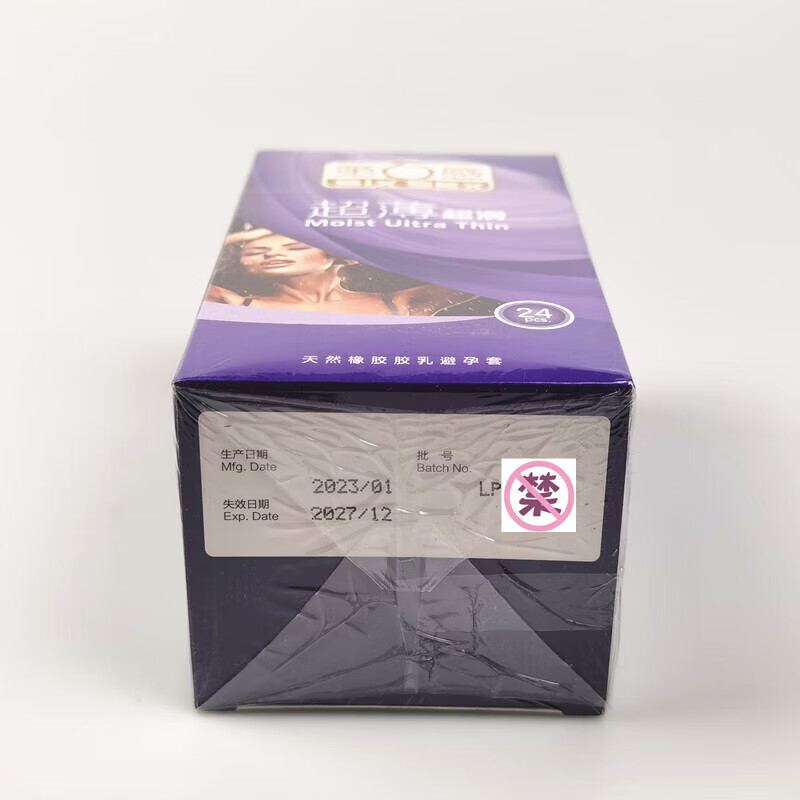 超薄超滑
Moist Ultra Thin
24
pcs.
天然橡胶胶乳避孕套
生产日期
Mfg. Date
2023/01
批 号
Batch No.
LP
禁
失效日期
Exp. Date
2027/12